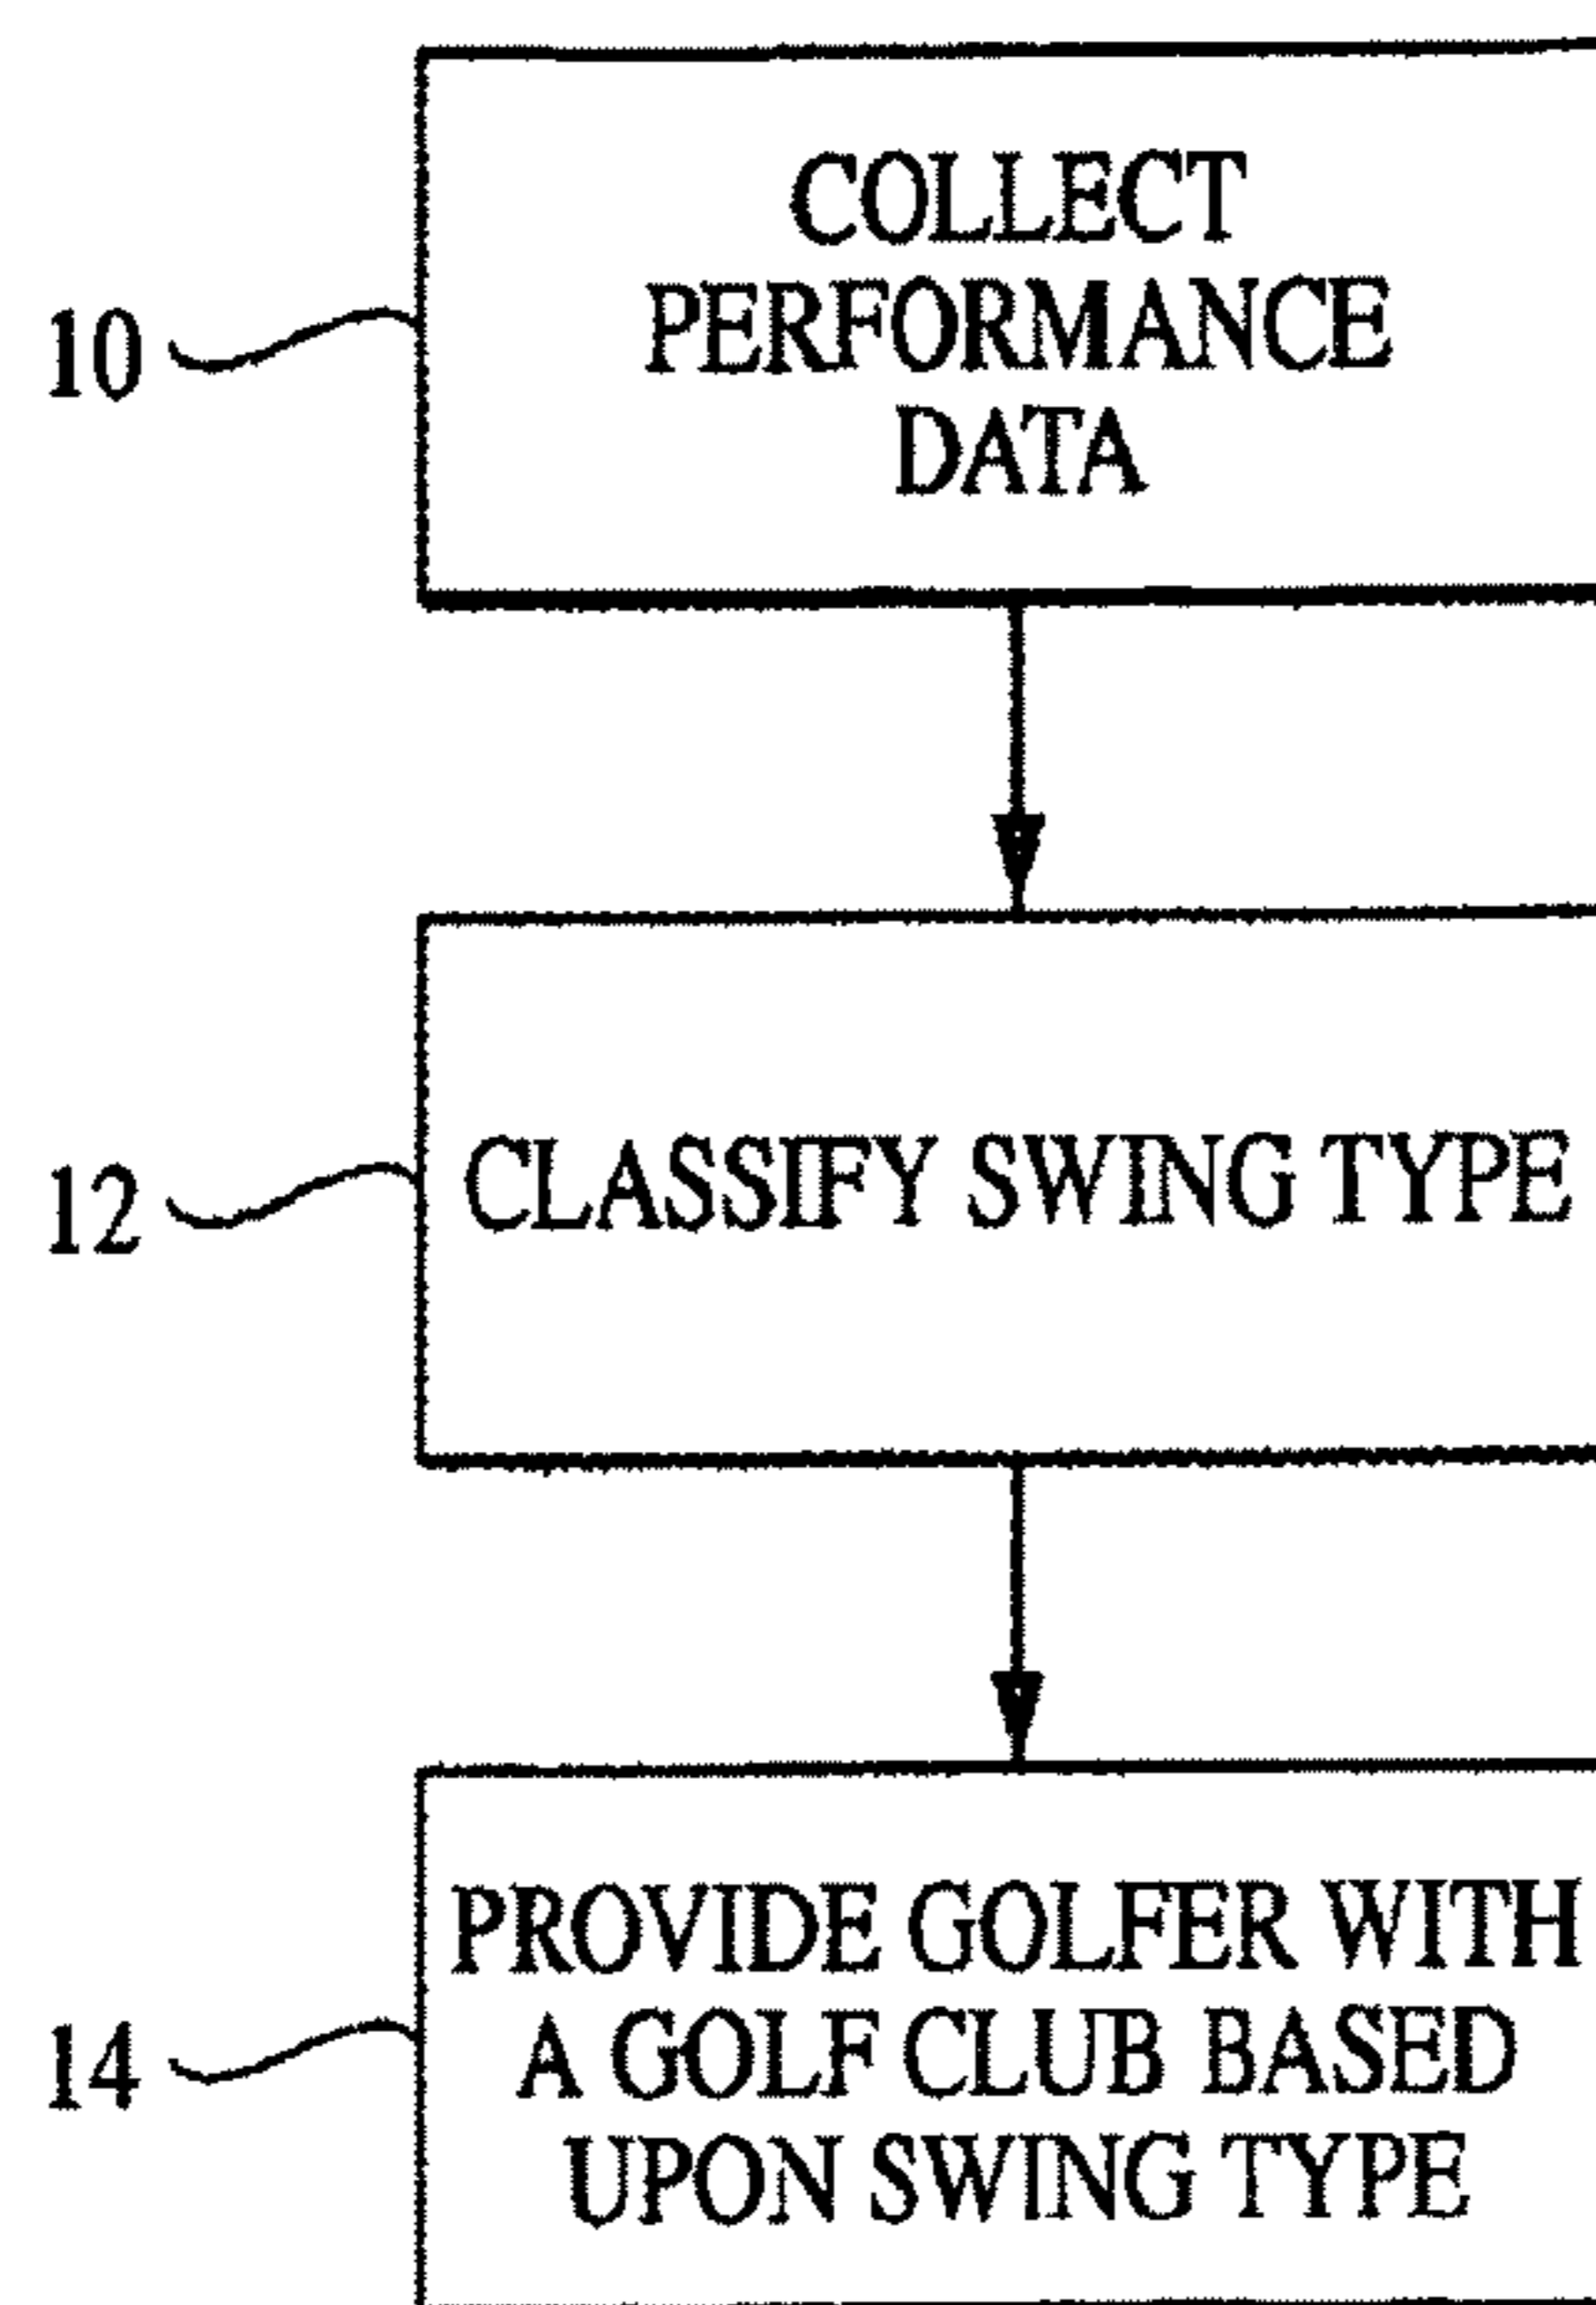 COLLECT
PERFORMANCE
DATA
10
CLASSIFY SWING TYPE
12
PROVIDE GOLFER WITH
A GOLF CLUB BASED
UPON SWING TYPE
14